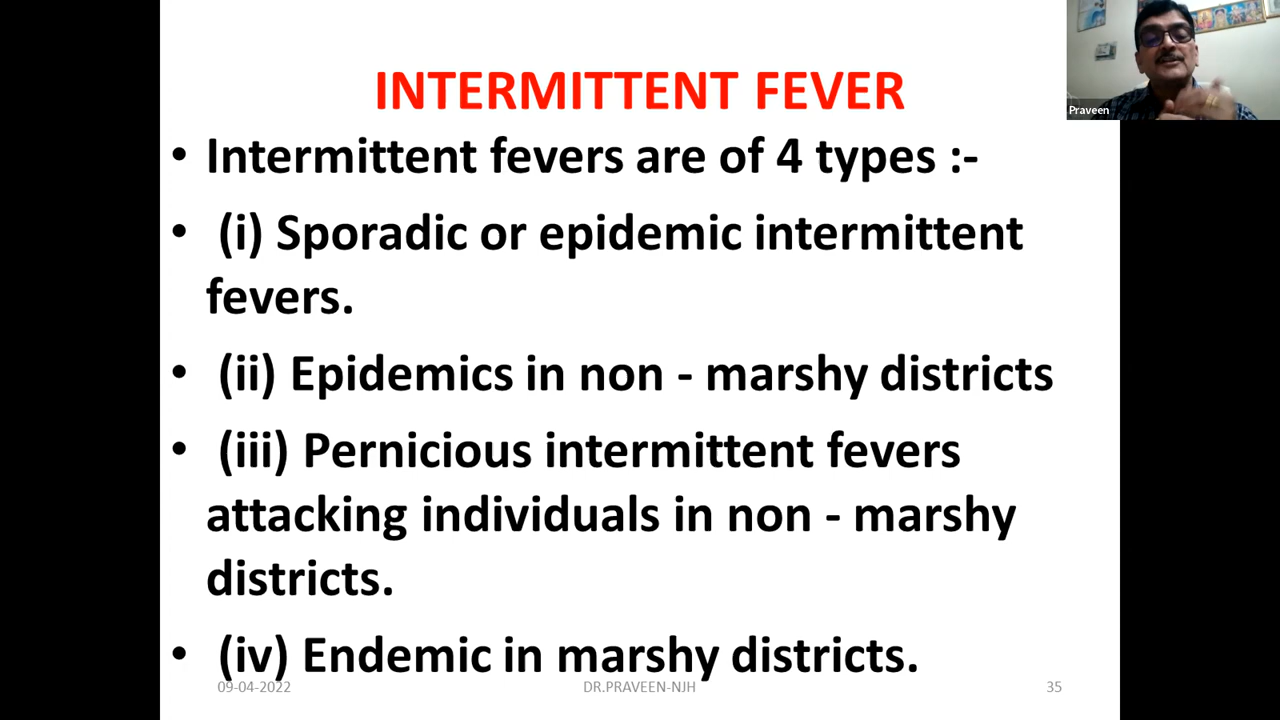 INTERMITTENT FEVER
• Intermittent fevers are of 4 types :-
• (i) Sporadic or epidemic intermittent
fevers.
• (ii) Epidemics in non - marshy districts
• (iii) Pernicious intermittent fevers
attacking individuals in non - marshy
districts.
• (iv) Endemic in marshy districts.
09-04-2022
DR.PRAVEEN-NJH
35
Praveen